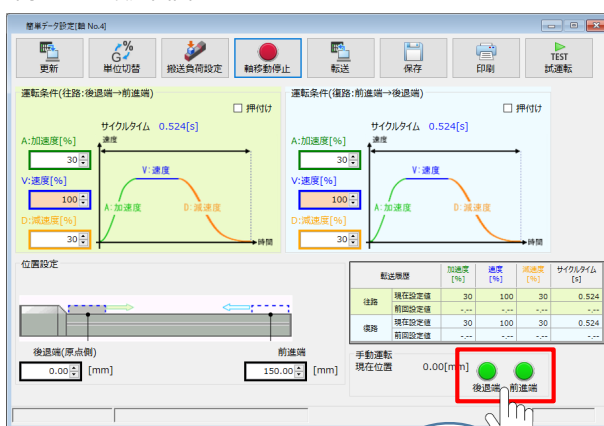 簡単データ設定[軸 No.4]
更新 単位切替 搬送負荷設定 軸移動停止 転送 保存 印刷 TEST 試運転
運転条件(往路:後退端→前進端)
押付け
サイクルタイム 0.524[s]
A:加速度[%]
速度
30
V:速度
V:速度[%]
100
A:加速度 D:減速度
D:減速度[%]
30
時間
運転条件(復路:前進端→後退端)
押付け
サイクルタイム 0.524[s]
A:加速度[%]
速度
30
V:速度
V:速度[%]
100
A:加速度 D:減速度
D:減速度[%]
30
時間
位置設定
後退端(原点側) 前進端
0.00 [mm] 150.00 [mm]
転送履歴 加速度[%] 速度[%] 減速度[%] サイクルタイム[s]
往路 現在設定値 30 100 30 0.524
前回設定値 -.-- -.-- -.-- -.--
復路 現在設定値 30 100 30 0.524
前回設定値 -.-- -.-- -.-- -.--
手動運転
現在位置 0.00[mm]
後退端 前進端